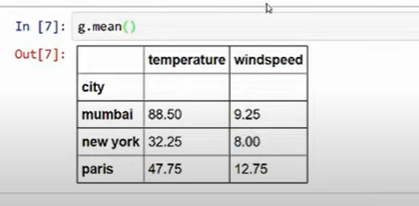 In [7]: g.mean()
Out[7]:
temperature windspeed
city
mumbai 88.50 9.25
new york 32.25 8.00
paris 47.75 12.75